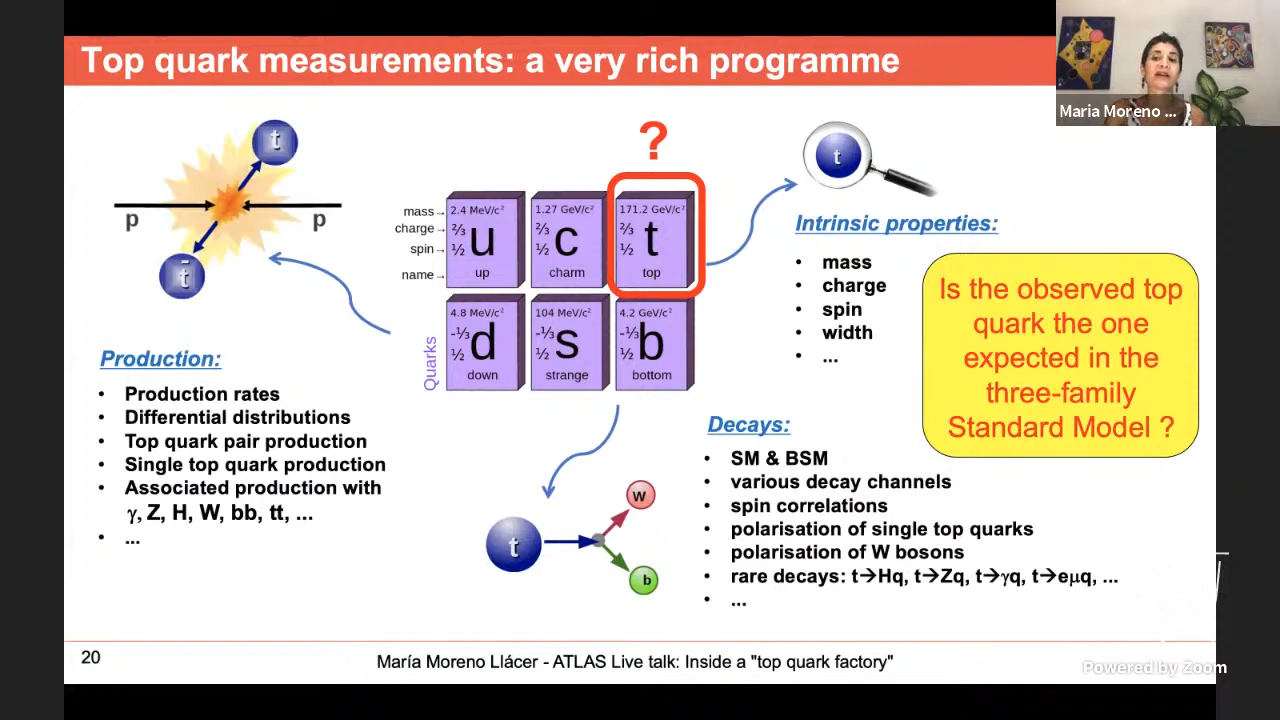 Top quark measurements: a very rich programme
Maria Moreno ...
t
p
p
t̄
?
mass→
charge→
spin→
name→
2.4 MeV/c²
⅔
½
u
up
1.27 GeV/c²
⅔
½
c
charm
171.2 GeV/c²
⅔
½
t
top
Quarks
4.8 MeV/c²
-⅓
½
d
down
104 MeV/c²
-⅓
½
s
strange
4.2 GeV/c²
-⅓
½
b
bottom
t
Intrinsic properties:
• mass
• charge
• spin
• width
• ...
Is the observed top
quark the one
expected in the
three-family
Standard Model ?
Production:
• Production rates
• Differential distributions
• Top quark pair production
• Single top quark production
• Associated production with
γ, Z, H, W, bb, tt, ...
• ...
t
W
b
Decays:
• SM & BSM
• various decay channels
• spin correlations
• polarisation of single top quarks
• polarisation of W bosons
• rare decays: t→Hq, t→Zq, t→γq, t→eμq, ...
• ...
20
María Moreno Llácer - ATLAS Live talk: Inside a "top quark factory"
Powered by Zoom